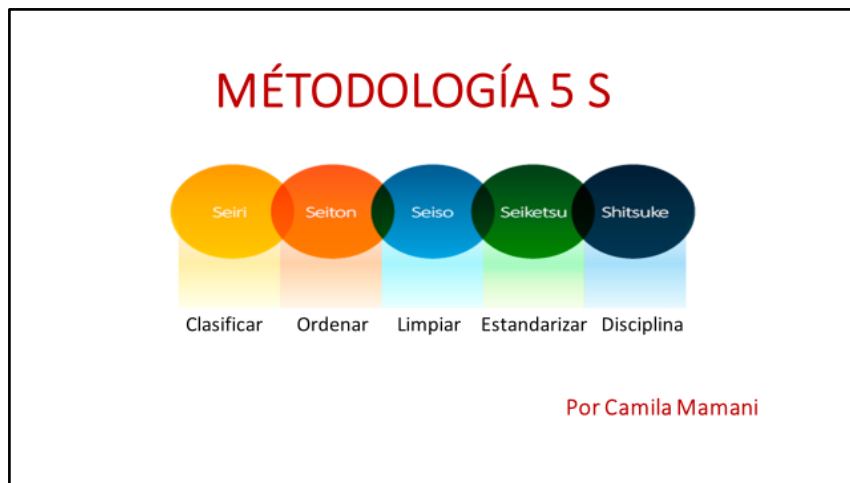 MÉTODOLOGÍA 5 S
Seiri Seiton Seiso Seiketsu Shitsuke
Clasificar Ordenar Limpiar Estandarizar Disciplina
Por Camila Mamani